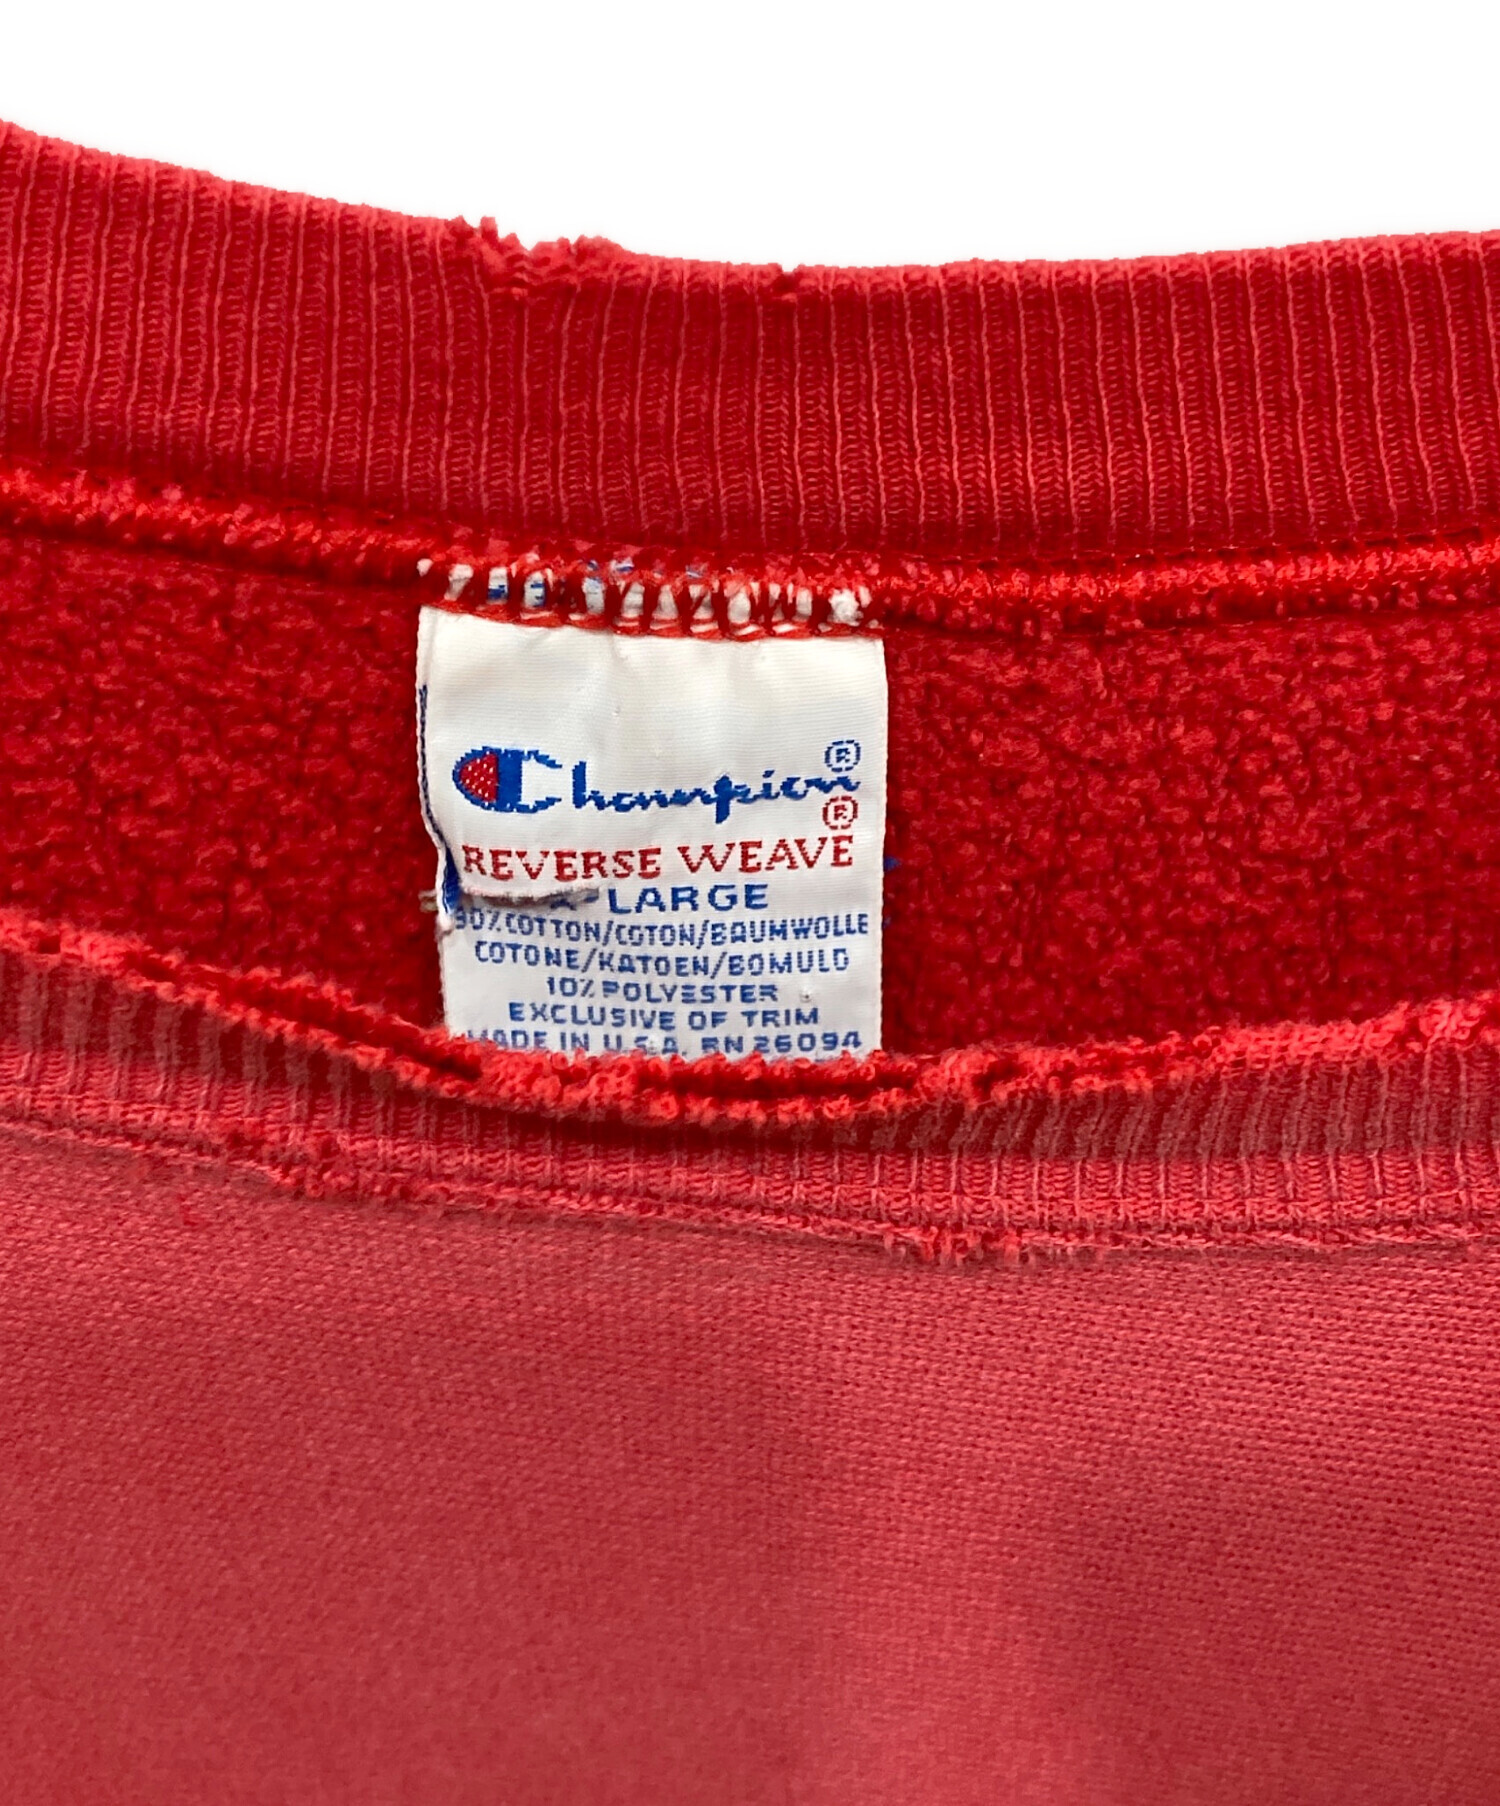 Champion®
®
REVERSE WEAVE
X-LARGE
90% COTTON/COTON/BAUMWOLLE
COTONE/KATOEN/BOMULD
10% POLYESTER
EXCLUSIVE OF TRIM
MADE IN U.S.A. RN 26094